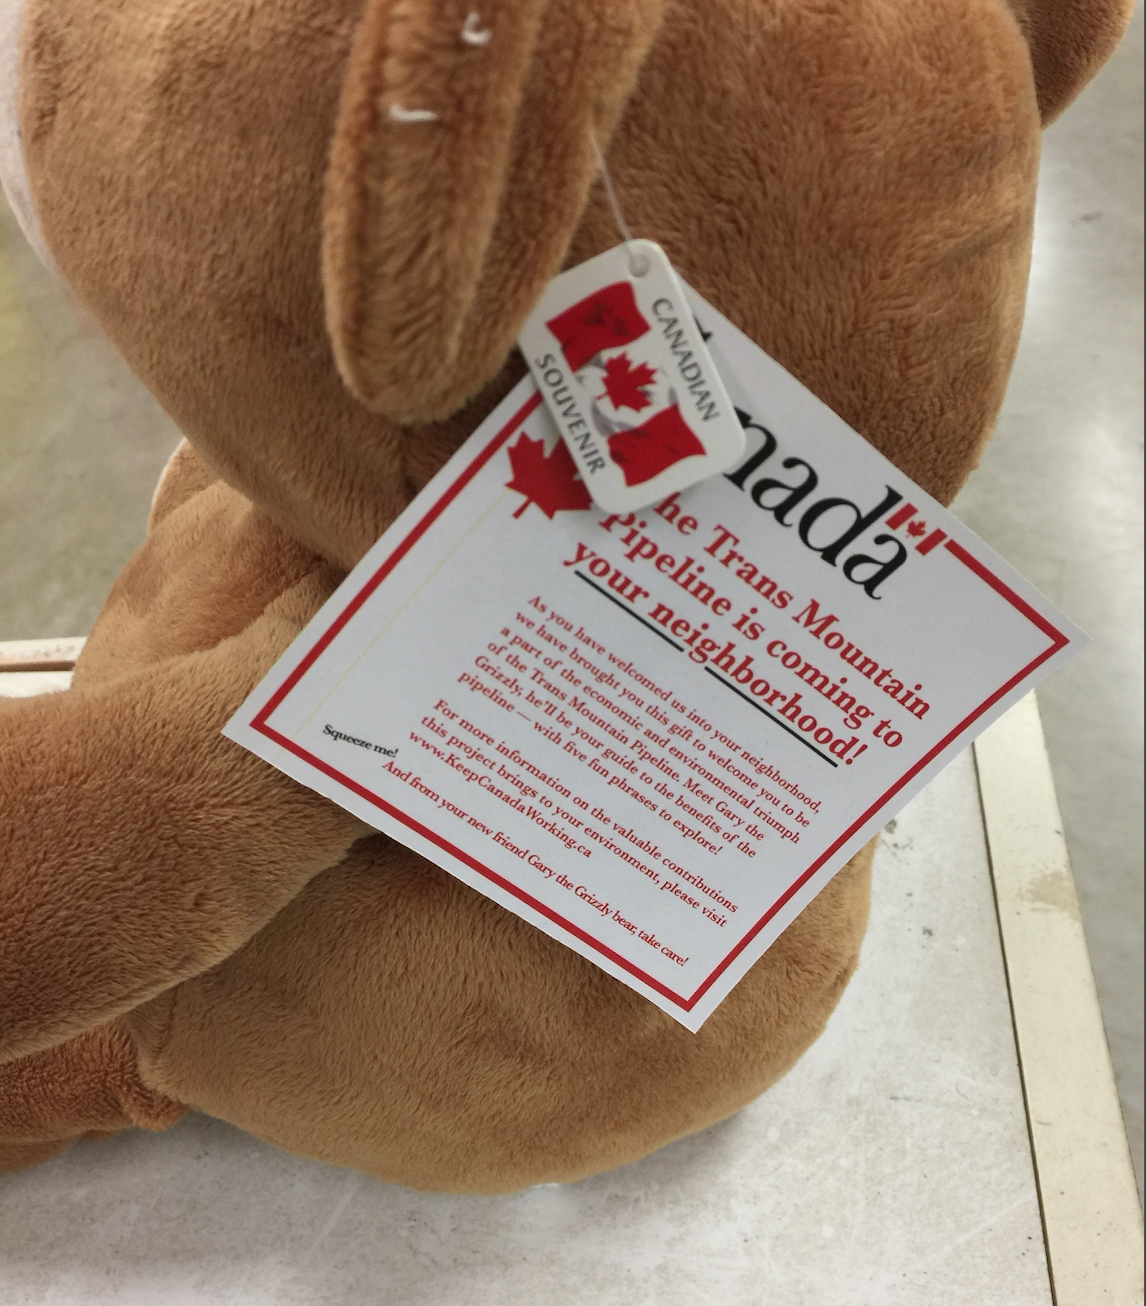 CANADIAN
SOUVENIR
nada
he Trans Mountain
Pipeline is coming to
your neighborhood!
As you have welcomed us into your neighborhood,
we have brought you this gift to welcome you to be
a part of the economic and environmental triumph
of the Trans Mountain Pipeline. Meet Gary the
Grizzly, he'll be your guide to the benefits of the
pipeline — with five fun phrases to explore!
For more information on the valuable contributions
this project brings to your environment, please visit
www.KeepCanadaWorking.ca
And from your new friend Gary the Grizzly bear, take care!
Squeeze me!